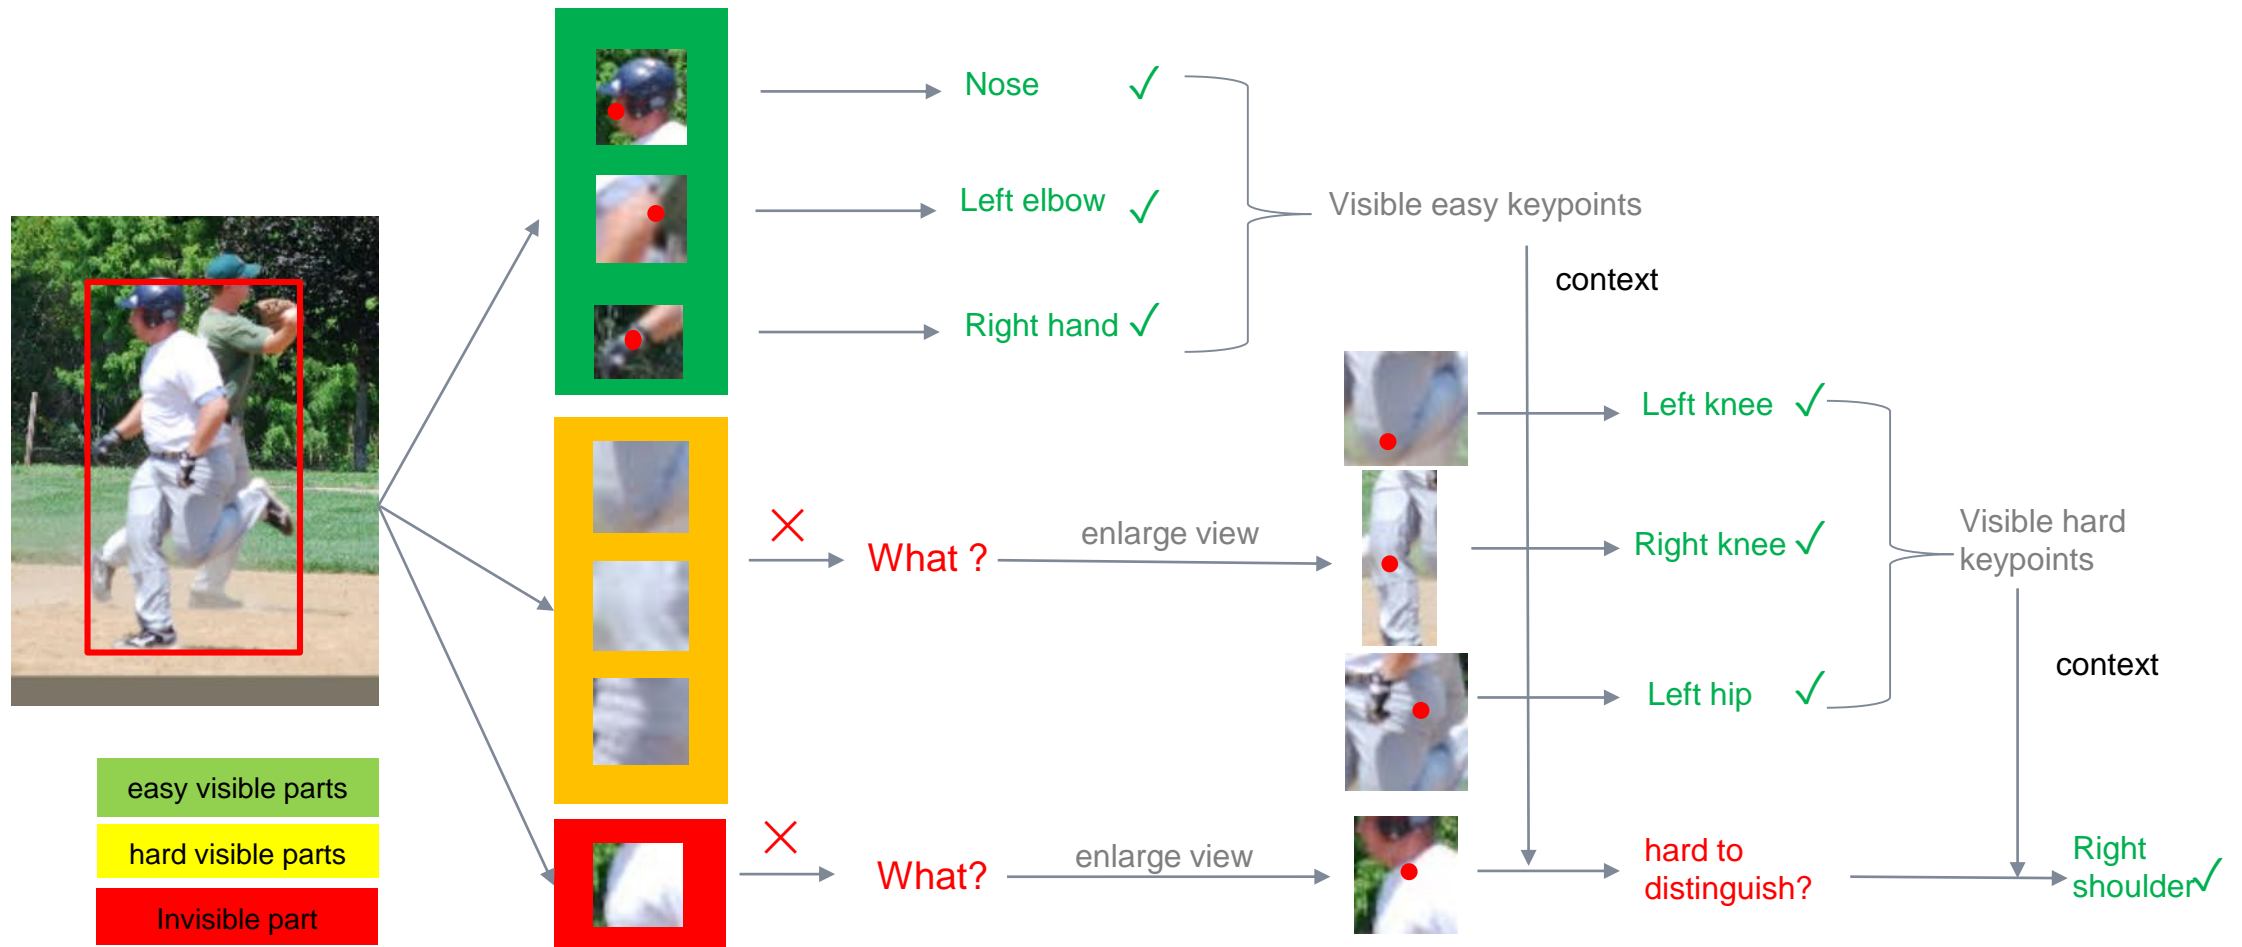 Nose
Left elbow
Right hand
Visible easy keypoints
context
Left knee
What ?
enlarge view
Right knee
Visible hard
keypoints
Left hip
context
easy visible parts
hard visible parts
Invisible part
What?
enlarge view
hard to
distinguish?
Right
shoulder